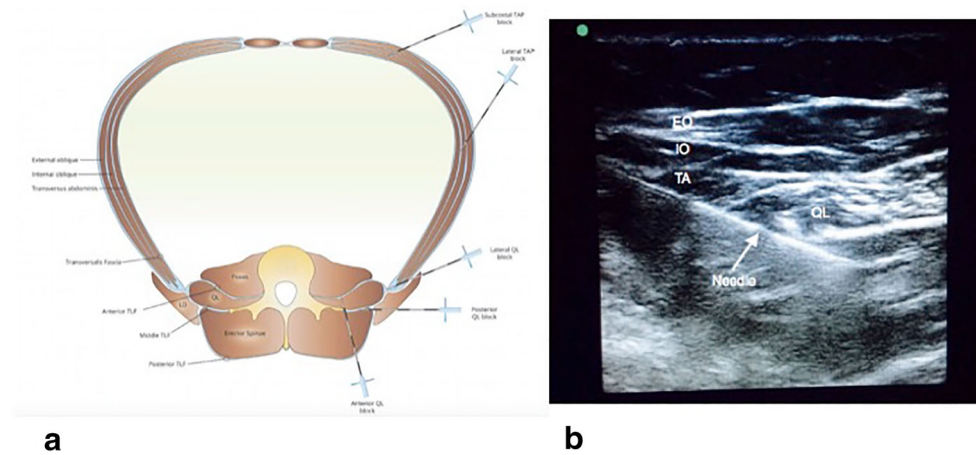 Subcostal TAP
block
Lateral TAP
block
External oblique
Internal oblique
Transversus abdominis
Transversalis Fascia
Lateral QL
block
Psoas
QL
LD
Anterior TLF
Posterior
QL block
Middle TLF
Erector Spinae
Posterior TLF
Anterior QL
block
EO
IO
TA
QL
Needle
a
b